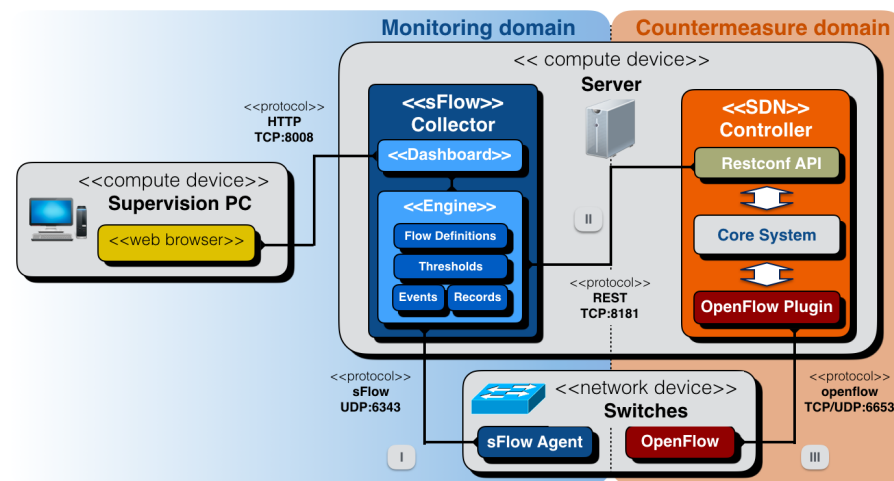 Monitoring domain
Countermeasure domain
<< compute device>>
Server
<<protocol>>
HTTP
TCP:8008
<<sFlow>>
Collector
<<Dashboard>>
<<Engine>>
Flow Definitions
Thresholds
Events
Records
<<SDN>>
Controller
Restconf API
Core System
OpenFlow Plugin
<<compute device>>
Supervision PC
<<web browser>>
II
<<protocol>>
REST
TCP:8181
<<protocol>>
sFlow
UDP:6343
<<network device>>
Switches
sFlow Agent
OpenFlow
<<protocol>>
openflow
TCP/UDP:6653
I
III